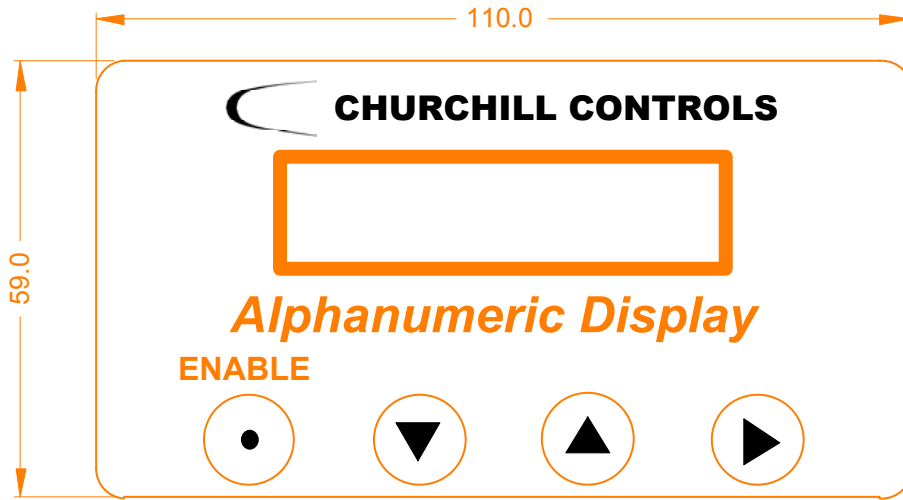 110.0
CHURCHILL CONTROLS
59.0
Alphanumeric Display
ENABLE